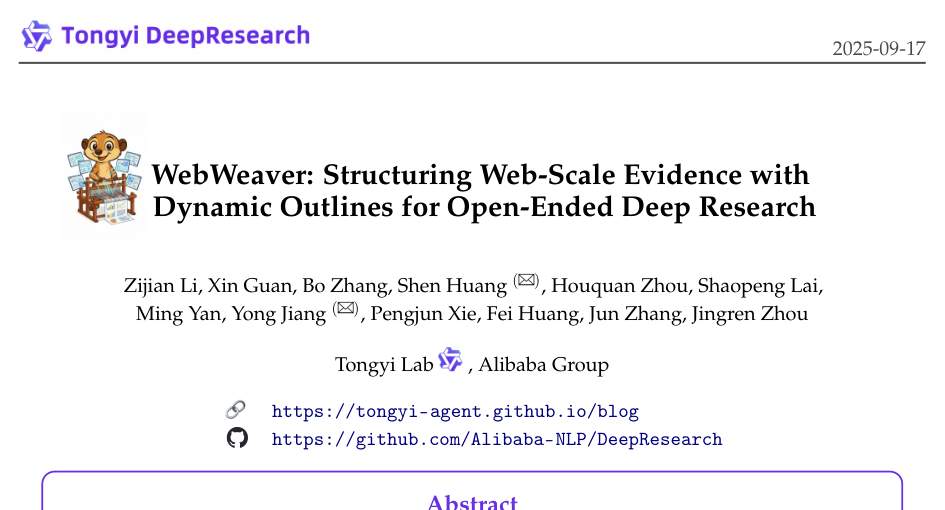 Tongyi DeepResearch
2025-09-17
WebWeaver: Structuring Web-Scale Evidence with
Dynamic Outlines for Open-Ended Deep Research
Zijian Li, Xin Guan, Bo Zhang, Shen Huang (✉), Houquan Zhou, Shaopeng Lai,
Ming Yan, Yong Jiang (✉), Pengjun Xie, Fei Huang, Jun Zhang, Jingren Zhou
Tongyi Lab , Alibaba Group
https://tongyi-agent.github.io/blog
https://github.com/Alibaba-NLP/DeepResearch
Abstract